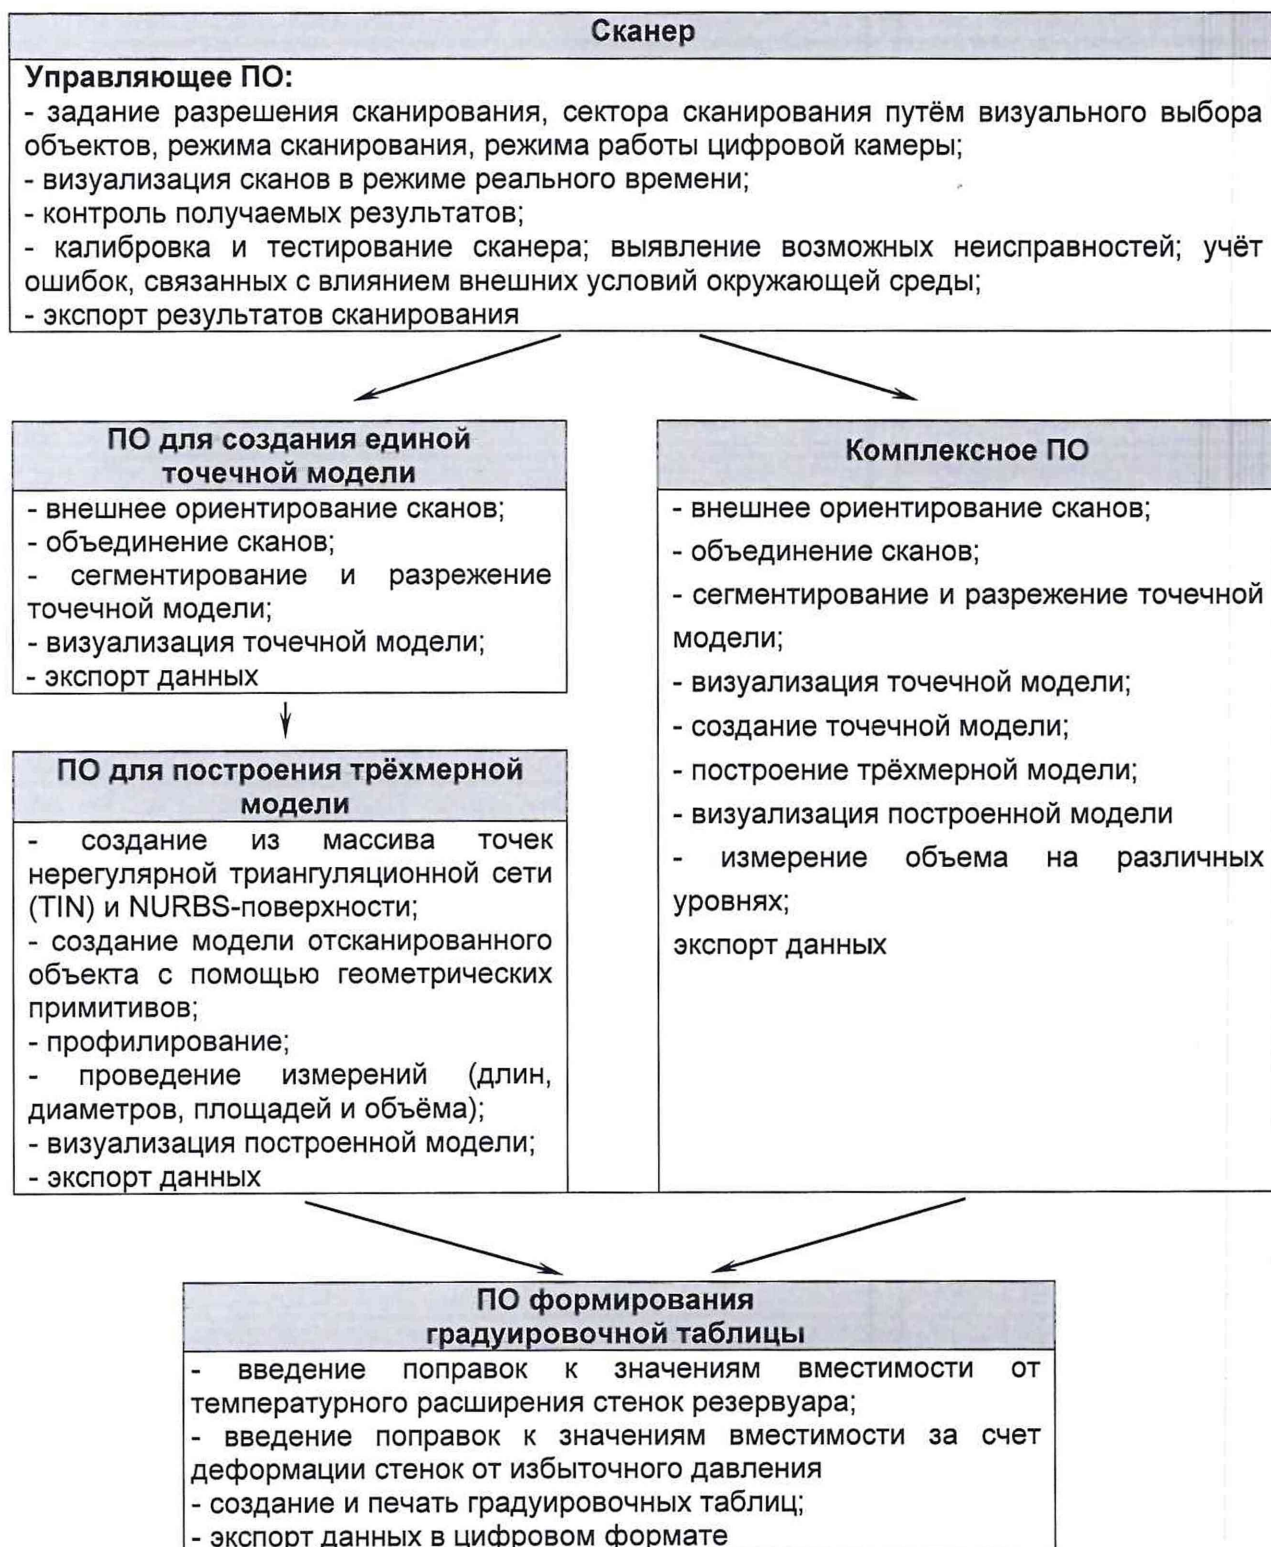 Сканер
Управляющее ПО:
- задание разрешения сканирования, сектора сканирования путём визуального выбора
объектов, режима сканирования, режима работы цифровой камеры;
- визуализация сканов в режиме реального времени;
- контроль получаемых результатов;
- калибровка и тестирование сканера; выявление возможных неисправностей; учёт
ошибок, связанных с влиянием внешних условий окружающей среды;
- экспорт результатов сканирования
ПО для создания единой
точечной модели
- внешнее ориентирование сканов;
- объединение сканов;
- сегментирование и разрежение
точечной модели;
- визуализация точечной модели;
- экспорт данных
ПО для построения трёхмерной
модели
- создание из массива точек
нерегулярной триангуляционной сети
(TIN) и NURBS-поверхности;
- создание модели отсканированного
объекта с помощью геометрических
примитивов;
- профилирование;
- проведение измерений (длин,
диаметров, площадей и объёма);
- визуализация построенной модели;
- экспорт данных
Комплексное ПО
- внешнее ориентирование сканов;
- объединение сканов;
- сегментирование и разрежение точечной
модели;
- визуализация точечной модели;
- создание точечной модели;
- построение трёхмерной модели;
- визуализация построенной модели
- измерение объема на различных
уровнях;
экспорт данных
ПО формирования
градуировочной таблицы
- введение поправок к значениям вместимости от
температурного расширения стенок резервуара;
- введение поправок к значениям вместимости за счет
деформации стенок от избыточного давления
- создание и печать градуировочных таблиц;
- экспорт данных в цифровом формате